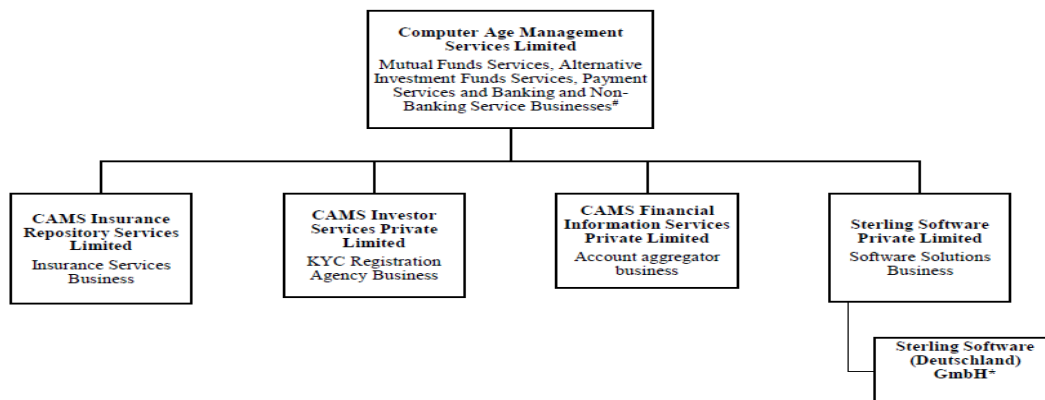 Computer Age Management
Services Limited
Mutual Funds Services, Alternative
Investment Funds Services, Payment
Services and Banking and Non-
Banking Service Businesses#
CAMS Insurance
Repository Services
Limited
Insurance Services
Business
CAMS Investor
Services Private
Limited
KYC Registration
Agency Business
CAMS Financial
Information Services
Private Limited
Account aggregator
business
Sterling Software
Private Limited
Software Solutions
Business
Sterling Software
(Deutschland)
GmbH*